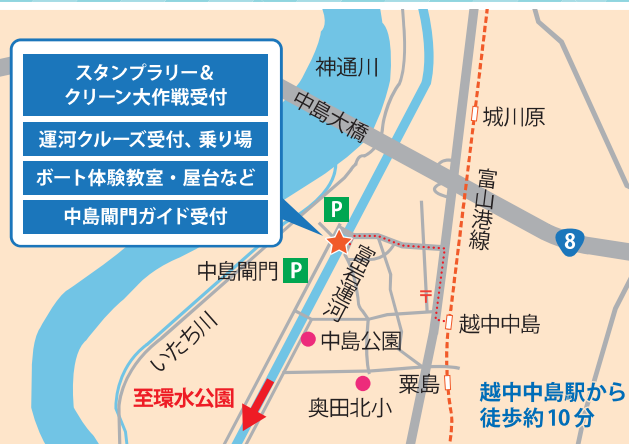 スタンプラリー＆
クリーン大作戦受付
運河クルーズ受付、乗り場
ボート体験教室・屋台など
中島閘門ガイド受付
神通川
中島大橋
城川原
富山港線
8
P
中島閘門 P
富岩運河
〒
いたち川
中島公園
越中中島
至環水公園
奥田北小
粟島
越中中島駅から
徒歩約10分